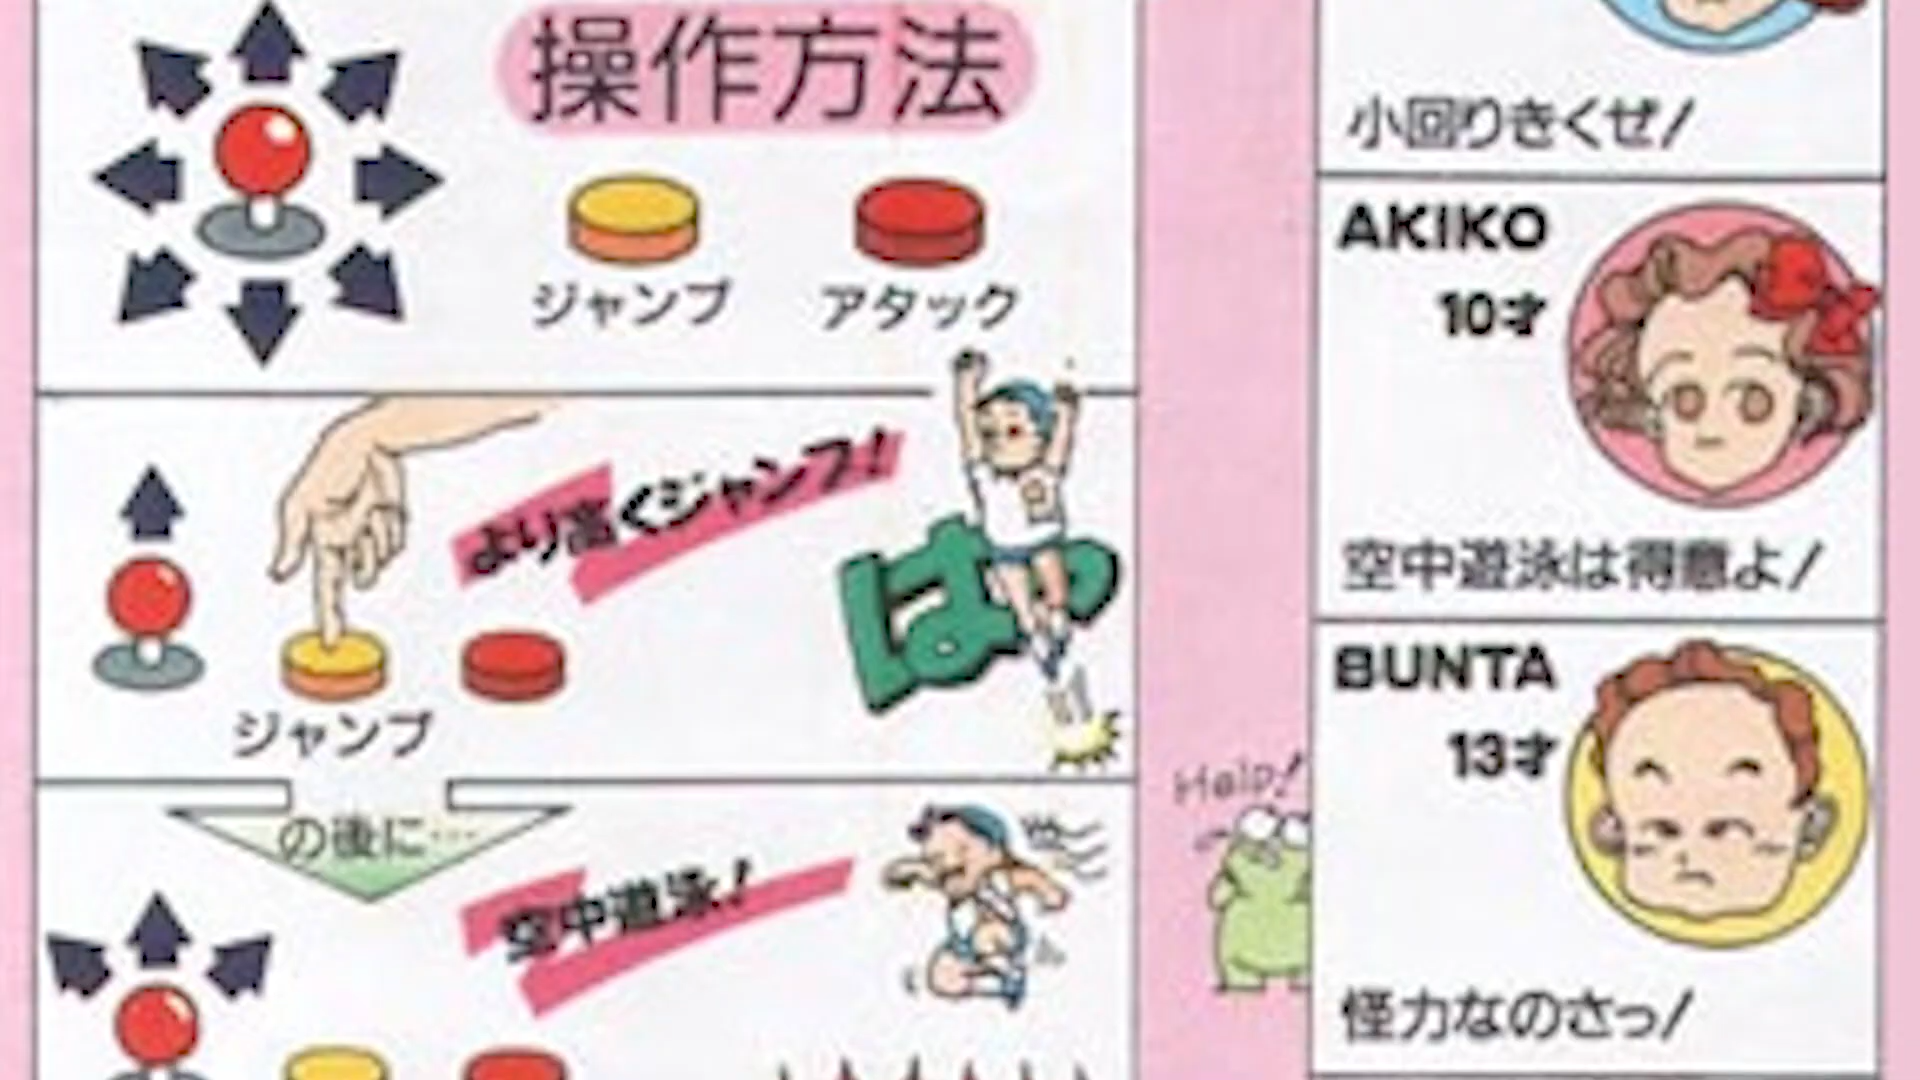 操作方法
ジャンプ
アタック
より高くジャンプ!
ぱっ
ジャンプ
の後に…
空中遊泳!
Help!
小回りきくぜ!
AKIKO
10才
空中遊泳は得意よ!
BUNTA
13才
怪力なのさっ!